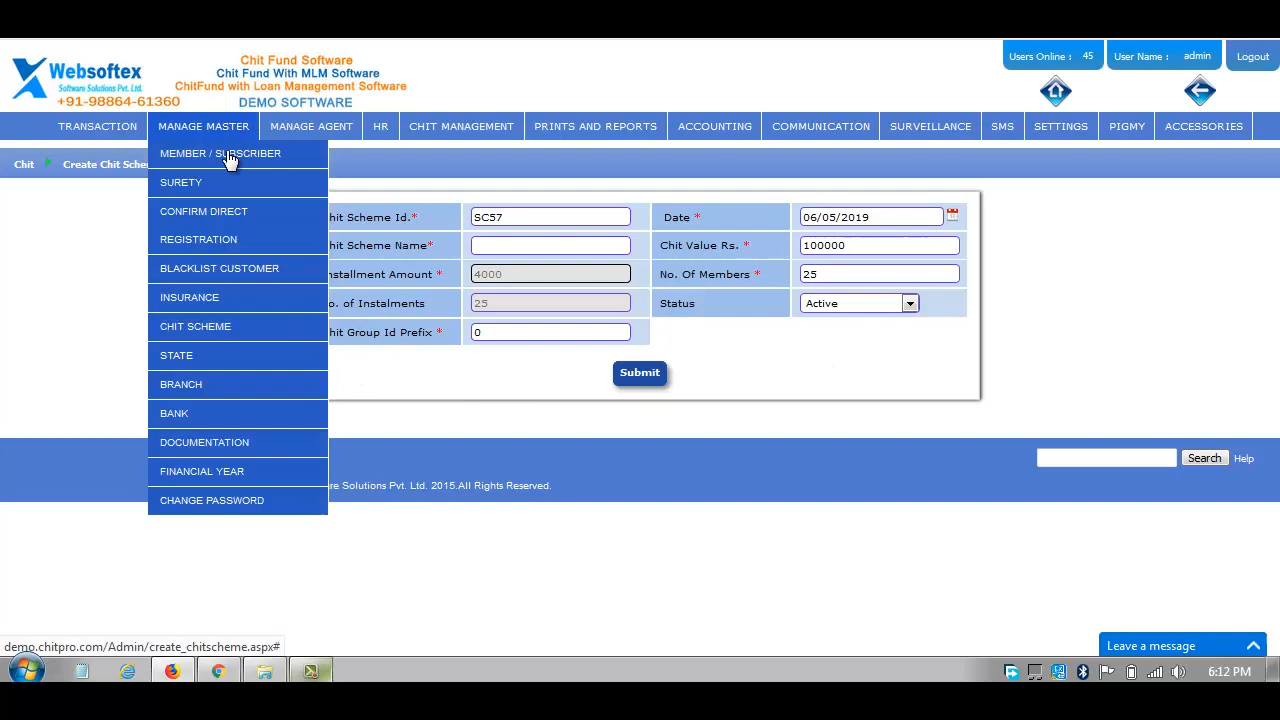 Websoftex
Software Solutions Pvt. Ltd.
+91-98864-61360
Chit Fund Software
Chit Fund With MLM Software
ChitFund with Loan Management Software
DEMO SOFTWARE
Users Online : 45
User Name : admin
Logout
TRANSACTION MANAGE MASTER MANAGE AGENT HR CHIT MANAGEMENT PRINTS AND REPORTS ACCOUNTING COMMUNICATION SURVEILLANCE SMS SETTINGS PIGMY ACCESSORIES
Chit Create Chit Sche
MEMBER / SUBSCRIBER
SURETY
CONFIRM DIRECT
REGISTRATION
BLACKLIST CUSTOMER
INSURANCE
CHIT SCHEME
STATE
BRANCH
BANK
DOCUMENTATION
FINANCIAL YEAR
CHANGE PASSWORD
hit Scheme Id.* SC57 Date * 06/05/2019
hit Scheme Name* Chit Value Rs. * 100000
nstallment Amount * 4000 No. Of Members * 25
o. of Instalments 25 Status Active
hit Group Id Prefix * 0
Submit
Search Help
re Solutions Pvt. Ltd. 2015.All Rights Reserved.
demo.chitpro.com/Admin/create_chitscheme.aspx#
Leave a message
6:12 PM